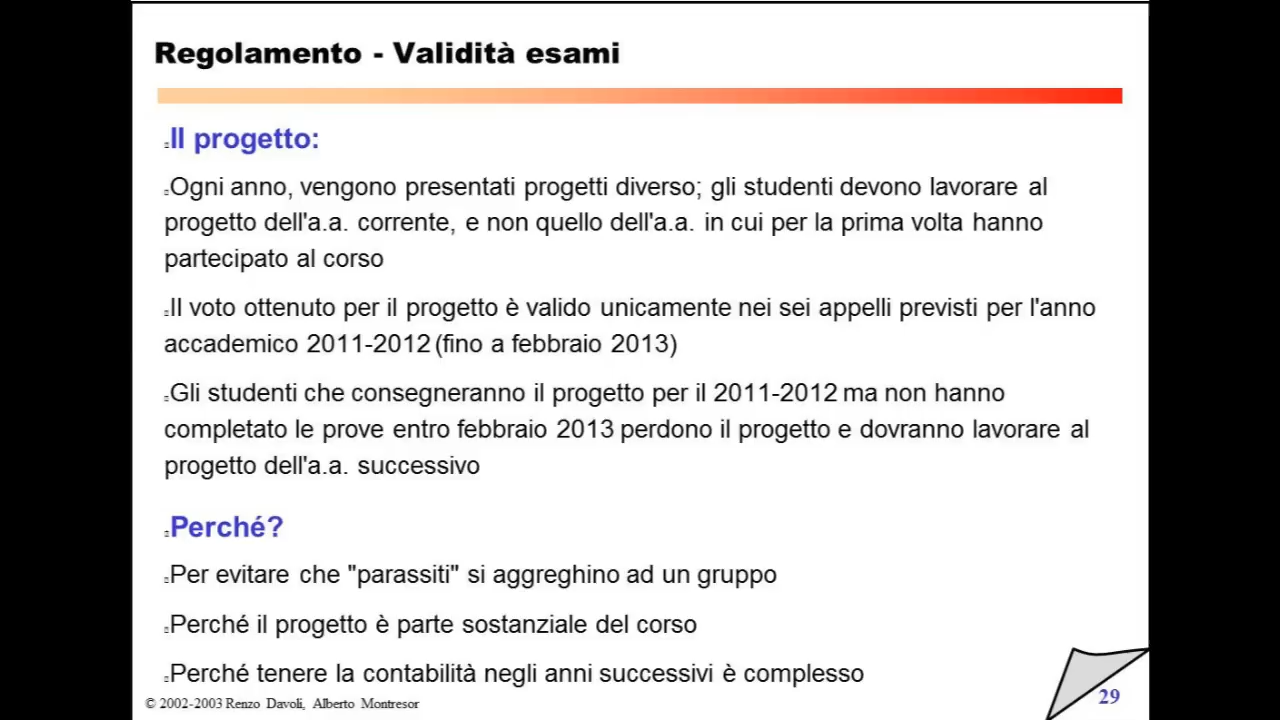 Regolamento - Validità esami
Il progetto:
Ogni anno, vengono presentati progetti diverso; gli studenti devono lavorare al
progetto dell'a.a. corrente, e non quello dell'a.a. in cui per la prima volta hanno
partecipato al corso
Il voto ottenuto per il progetto è valido unicamente nei sei appelli previsti per l'anno
accademico 2011-2012 (fino a febbraio 2013)
Gli studenti che consegneranno il progetto per il 2011-2012 ma non hanno
completato le prove entro febbraio 2013 perdono il progetto e dovranno lavorare al
progetto dell'a.a. successivo
Perché?
Per evitare che "parassiti" si aggreghino ad un gruppo
Perché il progetto è parte sostanziale del corso
Perché tenere la contabilità negli anni successivi è complesso
© 2002-2003 Renzo Davoli, Alberto Montresor
29